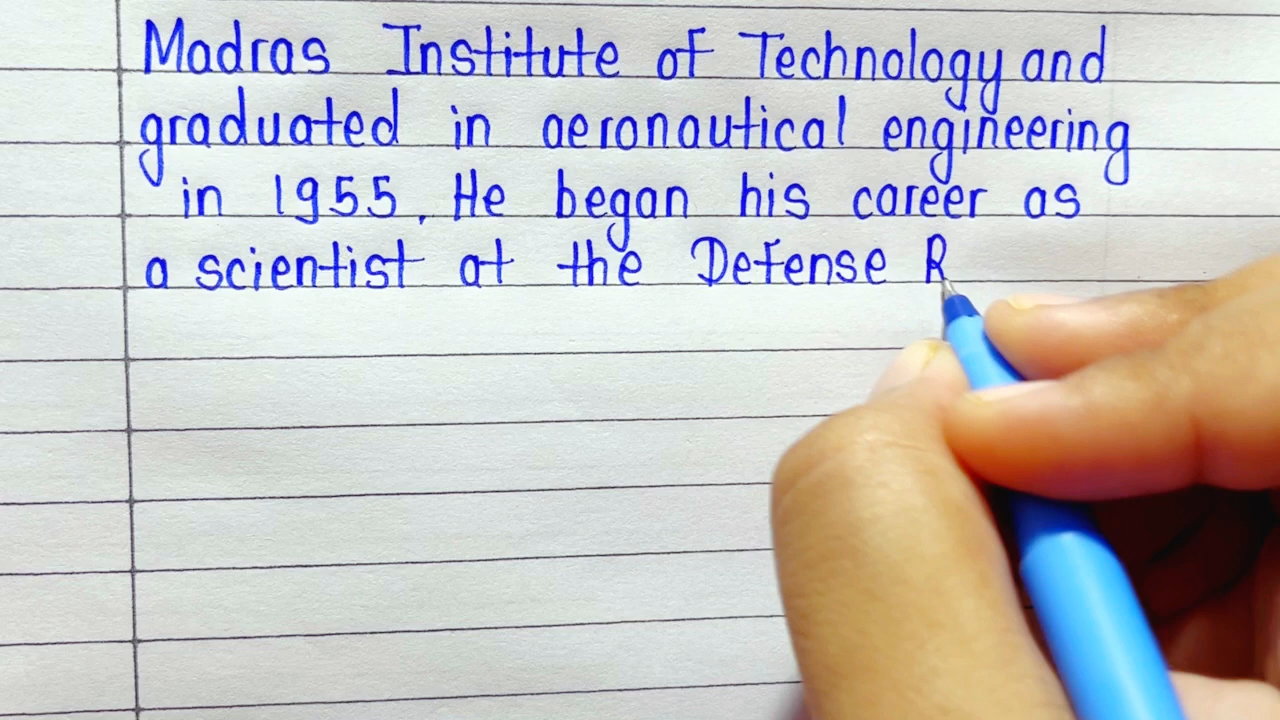 Madras Institute of Technology and
graduated in aeronautical engineering
in 1955. He began his career as
a scientist at the Defense R